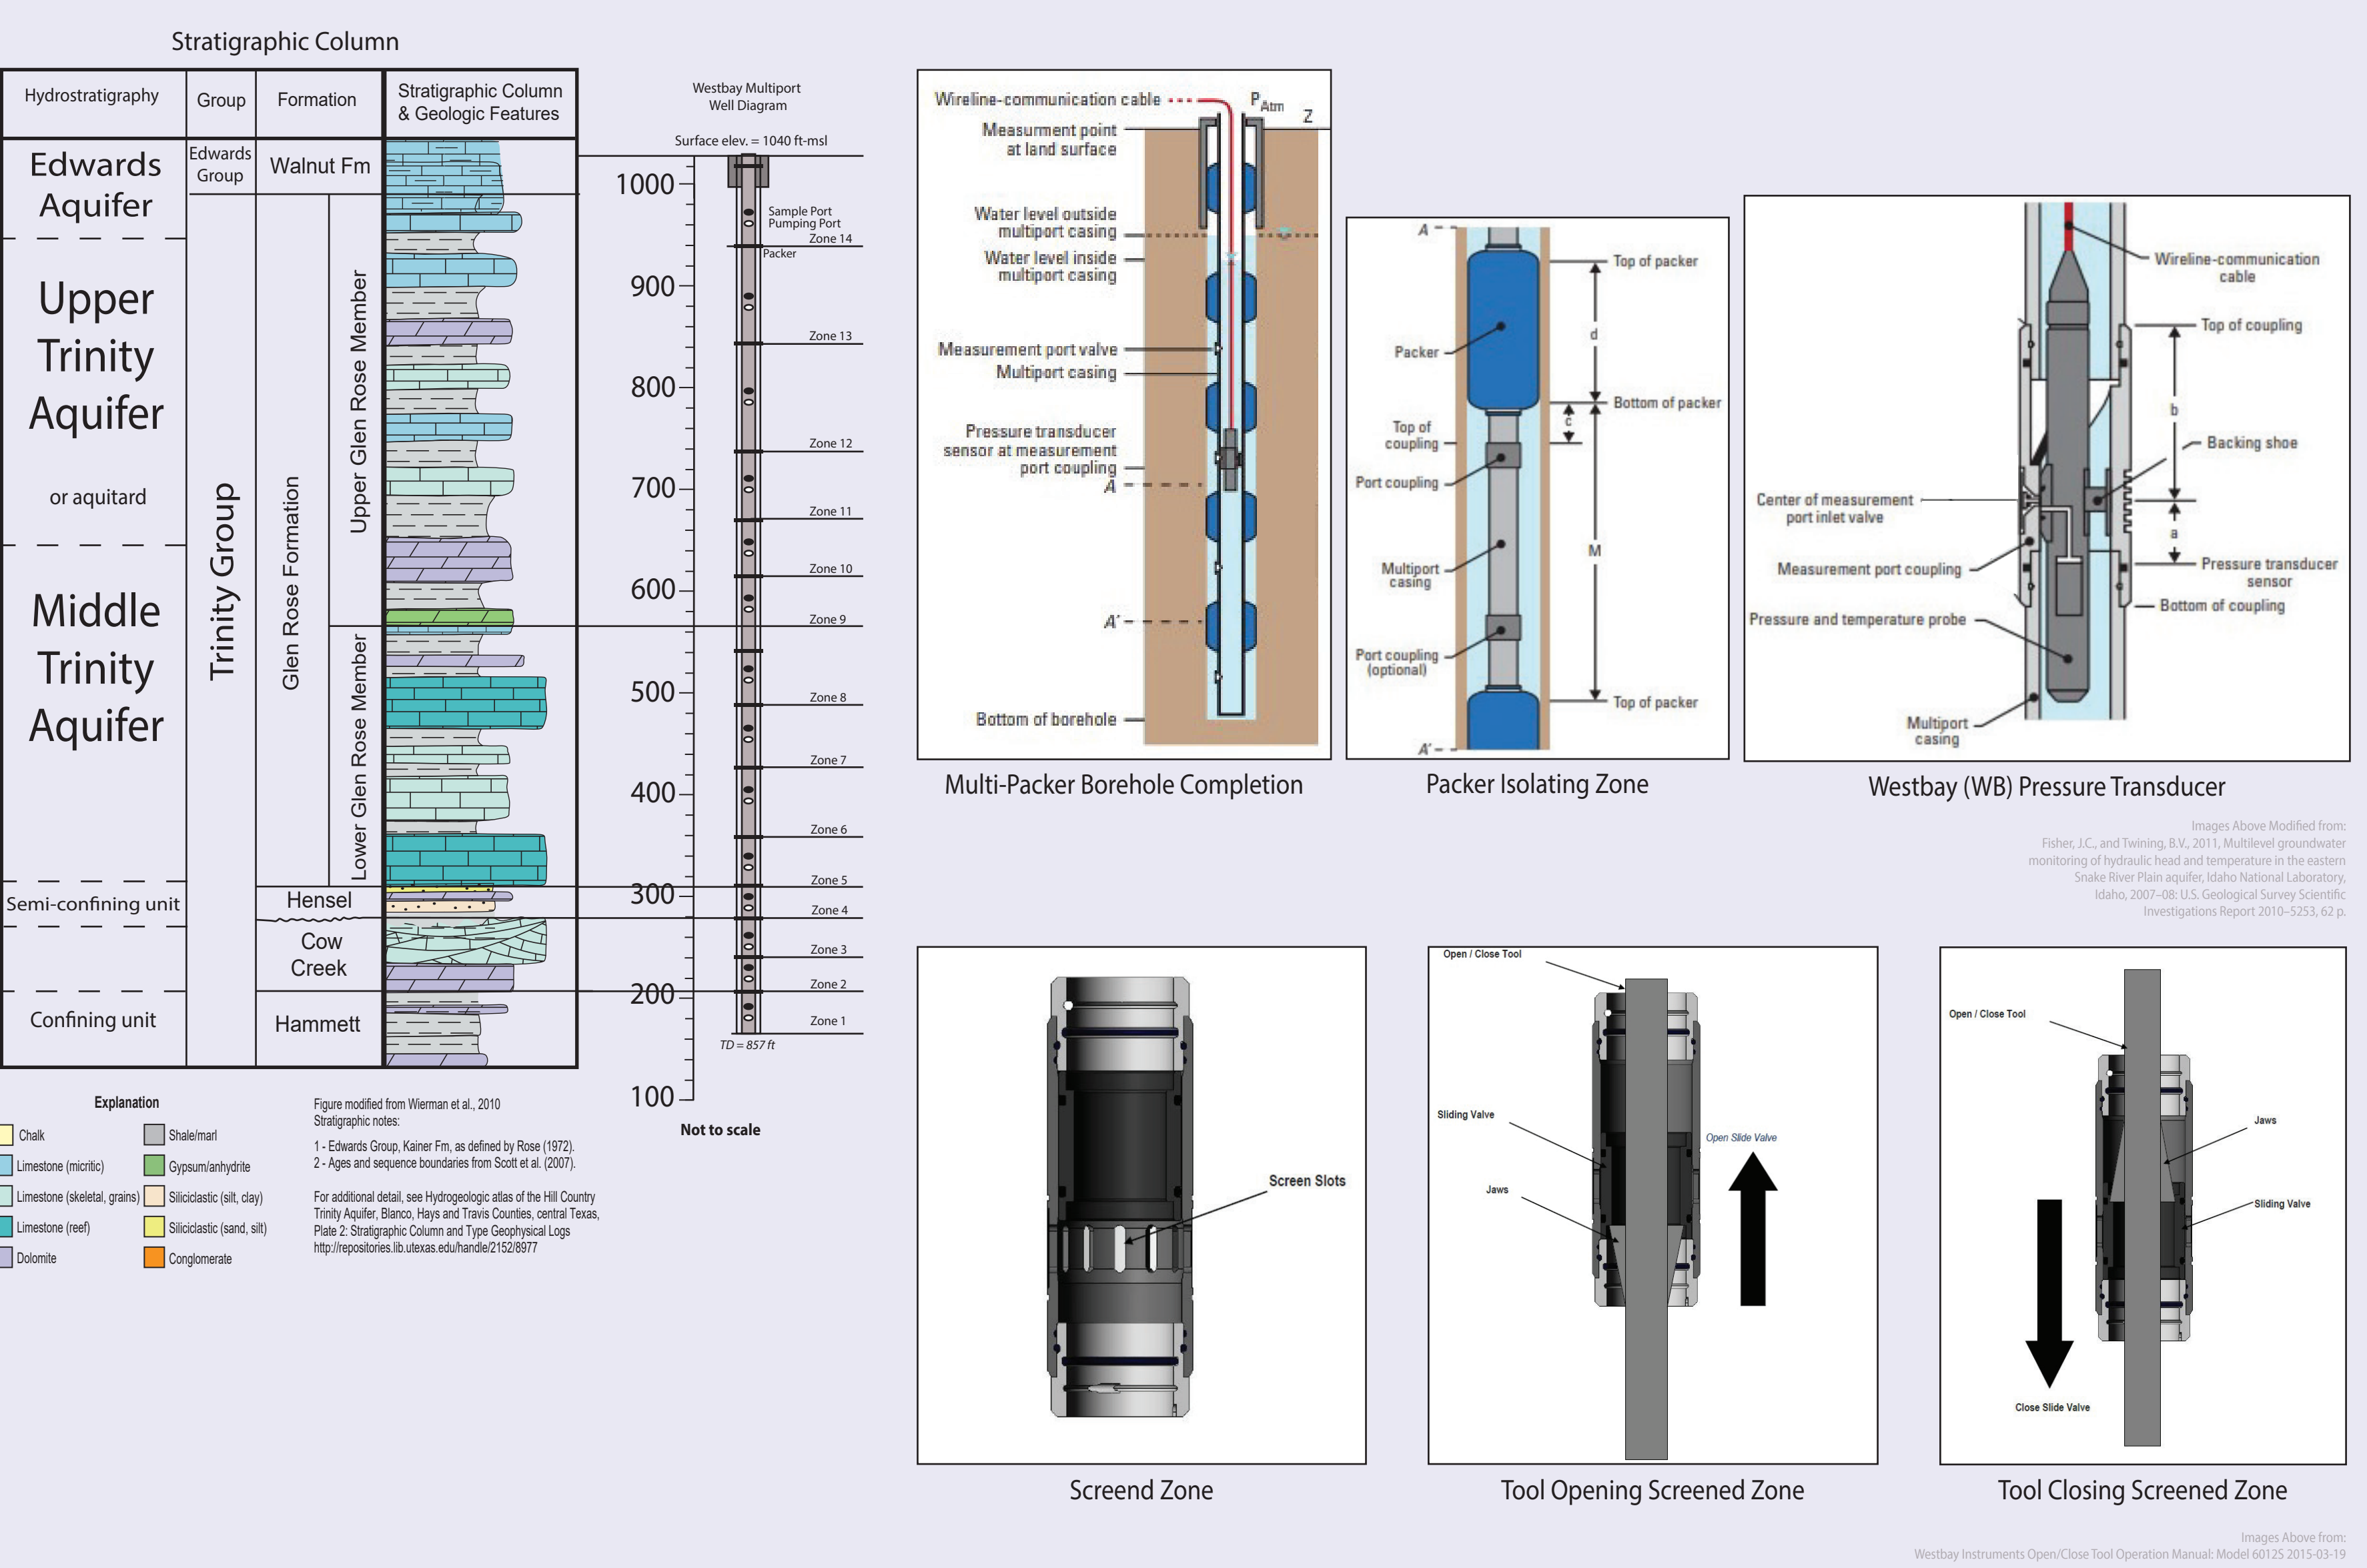 Stratigraphic Column
Hydrostratigraphy
Group
Formation
Stratigraphic Column
& Geologic Features
Edwards
Aquifer
Edwards
Group
Walnut Fm
Upper
Trinity
Aquifer
or aquitard
Middle
Trinity
Aquifer
Semi-confining unit
Confining unit
Trinity Group
Glen Rose Formation
Upper Glen Rose Member
Lower Glen Rose Member
Hensel
Cow
Creek
Hammett
Westbay Multiport
Well Diagram
Surface elev. = 1040 ft-msl
1000
900
800
700
600
500
400
300
200
100
Sample Port
Pumping Port
Zone 14
Packer
Zone 13
Zone 12
Zone 11
Zone 10
Zone 9
Zone 8
Zone 7
Zone 6
Zone 5
Zone 4
Zone 3
Zone 2
Zone 1
TD = 857 ft
Not to scale
Explanation
Chalk
Limestone (micritic)
Limestone (skeletal, grains)
Limestone (reef)
Dolomite
Shale/marl
Gypsum/anhydrite
Siliciclastic (silt, clay)
Siliciclastic (sand, silt)
Conglomerate
Figure modified from Wierman et al., 2010
Stratigraphic notes:
1 - Edwards Group, Kainer Fm, as defined by Rose (1972).
2 - Ages and sequence boundaries from Scott et al. (2007).
For additional detail, see Hydrogeologic atlas of the Hill Country
Trinity Aquifer, Blanco, Hays and Travis Counties, central Texas,
Plate 2: Stratigraphic Column and Type Geophysical Logs
http://repositories.lib.utexas.edu/handle/2152/8977
Wireline-communication cable
P Atm
Z
Measurment point
at land surface
Water level outside
multiport casing
Water level inside
multiport casing
Measurement port valve
Multiport casing
Pressure transducer
sensor at measurement
port coupling
A
A'
Bottom of borehole
Multi-Packer Borehole Completion
A
Top of packer
d
Packer
Bottom of packer
c
Top of
coupling
Port coupling
M
Multiport
casing
Port coupling
(optional)
Top of packer
A'
Packer Isolating Zone
Wireline-communication
cable
Top of coupling
b
Backing shoe
Center of measurement
port inlet valve
a
Measurement port coupling
Pressure transducer
sensor
Bottom of coupling
Pressure and temperature probe
Multiport
casing
Westbay (WB) Pressure Transducer
Images Above Modified from:
Fisher, J.C., and Twining, B.V., 2011, Multilevel groundwater
monitoring of hydraulic head and temperature in the eastern
Snake River Plain aquifer, Idaho National Laboratory,
Idaho, 2007–08: U.S. Geological Survey Scientific
Investigations Report 2010–5253, 62 p.
Screen Slots
Screend Zone
Open / Close Tool
Sliding Valve
Open Slide Valve
Jaws
Tool Opening Screened Zone
Open / Close Tool
Jaws
Sliding Valve
Close Slide Valve
Tool Closing Screened Zone
Images Above from:
Westbay Instruments Open/Close Tool Operation Manual: Model 6012S 2015-03-19